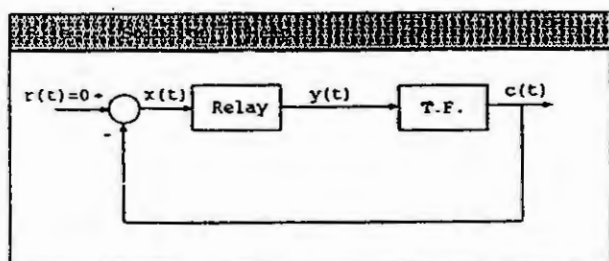 r(t)=0 + x(t) Relay y(t) T.F. c(t)
-